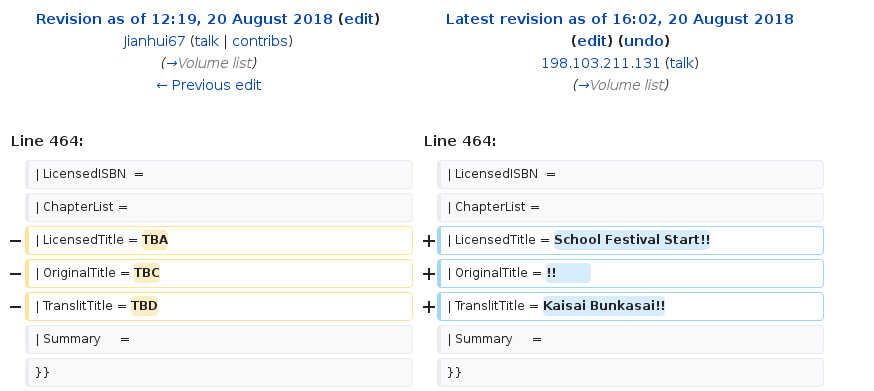 Revision as of 12:19, 20 August 2018 (edit)
Jianhui67 (talk | contribs)
(→Volume list)
← Previous edit
Latest revision as of 16:02, 20 August 2018
(edit) (undo)
198.103.211.131 (talk)
(→Volume list)
Line 464:
Line 464:
| LicensedISBN =
| LicensedISBN =
| ChapterList =
| ChapterList =
− | LicensedTitle = TBA
+ | LicensedTitle = School Festival Start!!
− | OriginalTitle = TBC
+ | OriginalTitle = !!
− | TranslitTitle = TBD
+ | TranslitTitle = Kaisai Bunkasai!!
| Summary =
| Summary =
}}
}}